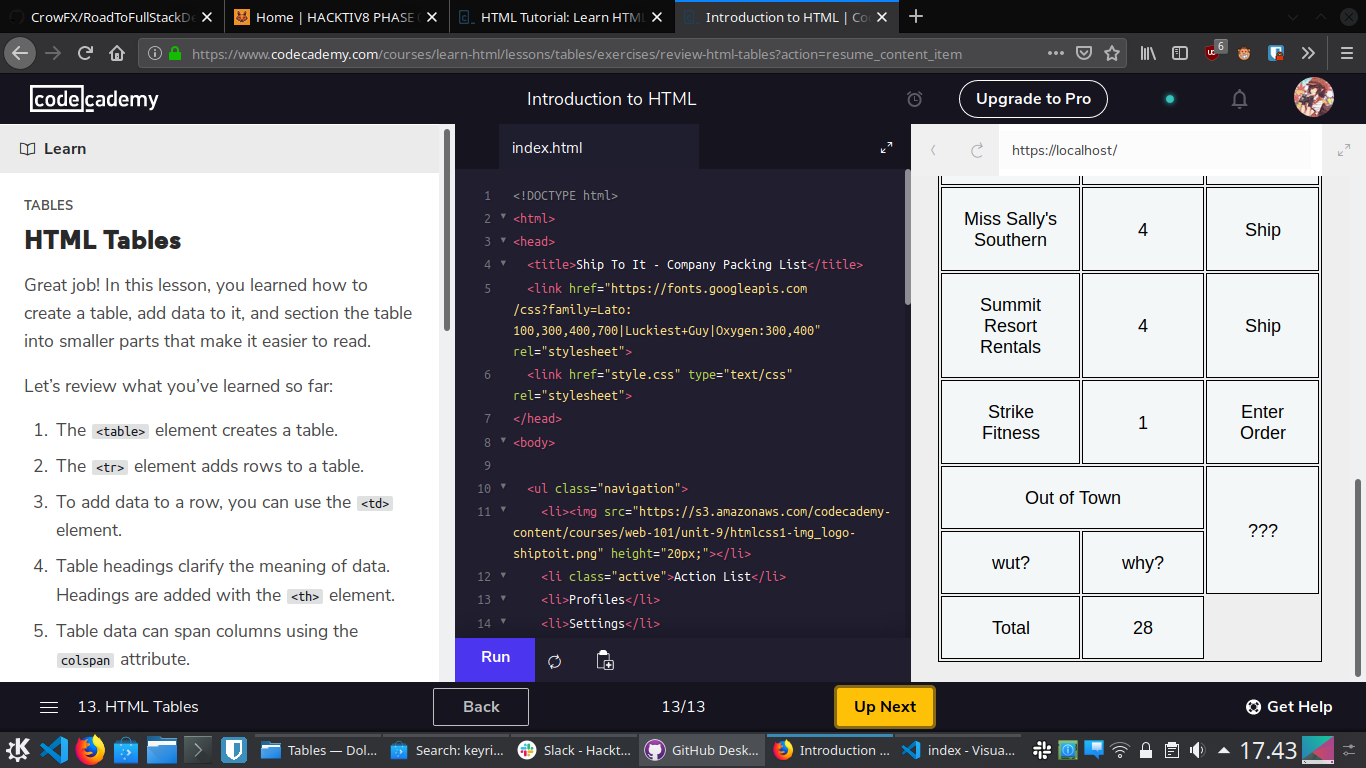 CrowFX/RoadToFullStackDe
Home | HACKTIV8 PHASE
HTML Tutorial: Learn HTML
Introduction to HTML | Co
https://www.codecademy.com/courses/learn-html/lessons/tables/exercises/review-html-tables?action=resume_content_item
6
codecademy
Introduction to HTML
Upgrade to Pro
Learn
TABLES
HTML Tables
Great job! In this lesson, you learned how to
create a table, add data to it, and section the table
into smaller parts that make it easier to read.
Let's review what you've learned so far:
1. The <table> element creates a table.
2. The <tr> element adds rows to a table.
3. To add data to a row, you can use the <td>
element.
4. Table headings clarify the meaning of data.
Headings are added with the <th> element.
5. Table data can span columns using the
colspan attribute.
index.html
1 <!DOCTYPE html>
2 <html>
3 <head>
4 <title>Ship To It - Company Packing List</title>
5 <link href="https://fonts.googleapis.com
/css?family=Lato:
100,300,400,700|Luckiest+Guy|Oxygen:300,400"
rel="stylesheet">
6 <link href="style.css" type="text/css"
rel="stylesheet">
7 </head>
8 <body>
9
10 <ul class="navigation">
11 <li><img src="https://s3.amazonaws.com/codecademy-
content/courses/web-101/unit-9/htmlcss1-img_logo-
shiptoit.png" height="20px;"></li>
12 <li class="active">Action List</li>
13 <li>Profiles</li>
14 <li>Settings</li>
Run
https://localhost/
Miss Sally's
Southern
4
Ship
Summit
Resort
Rentals
4
Ship
Strike
Fitness
1
Enter
Order
Out of Town
???
wut?
why?
Total
28
13. HTML Tables
Back
13/13
Up Next
Get Help
Tables — Dol...
Search: keyri...
Slack - Hackt...
GitHub Desk...
Introduction ...
index - Visua...
17.43